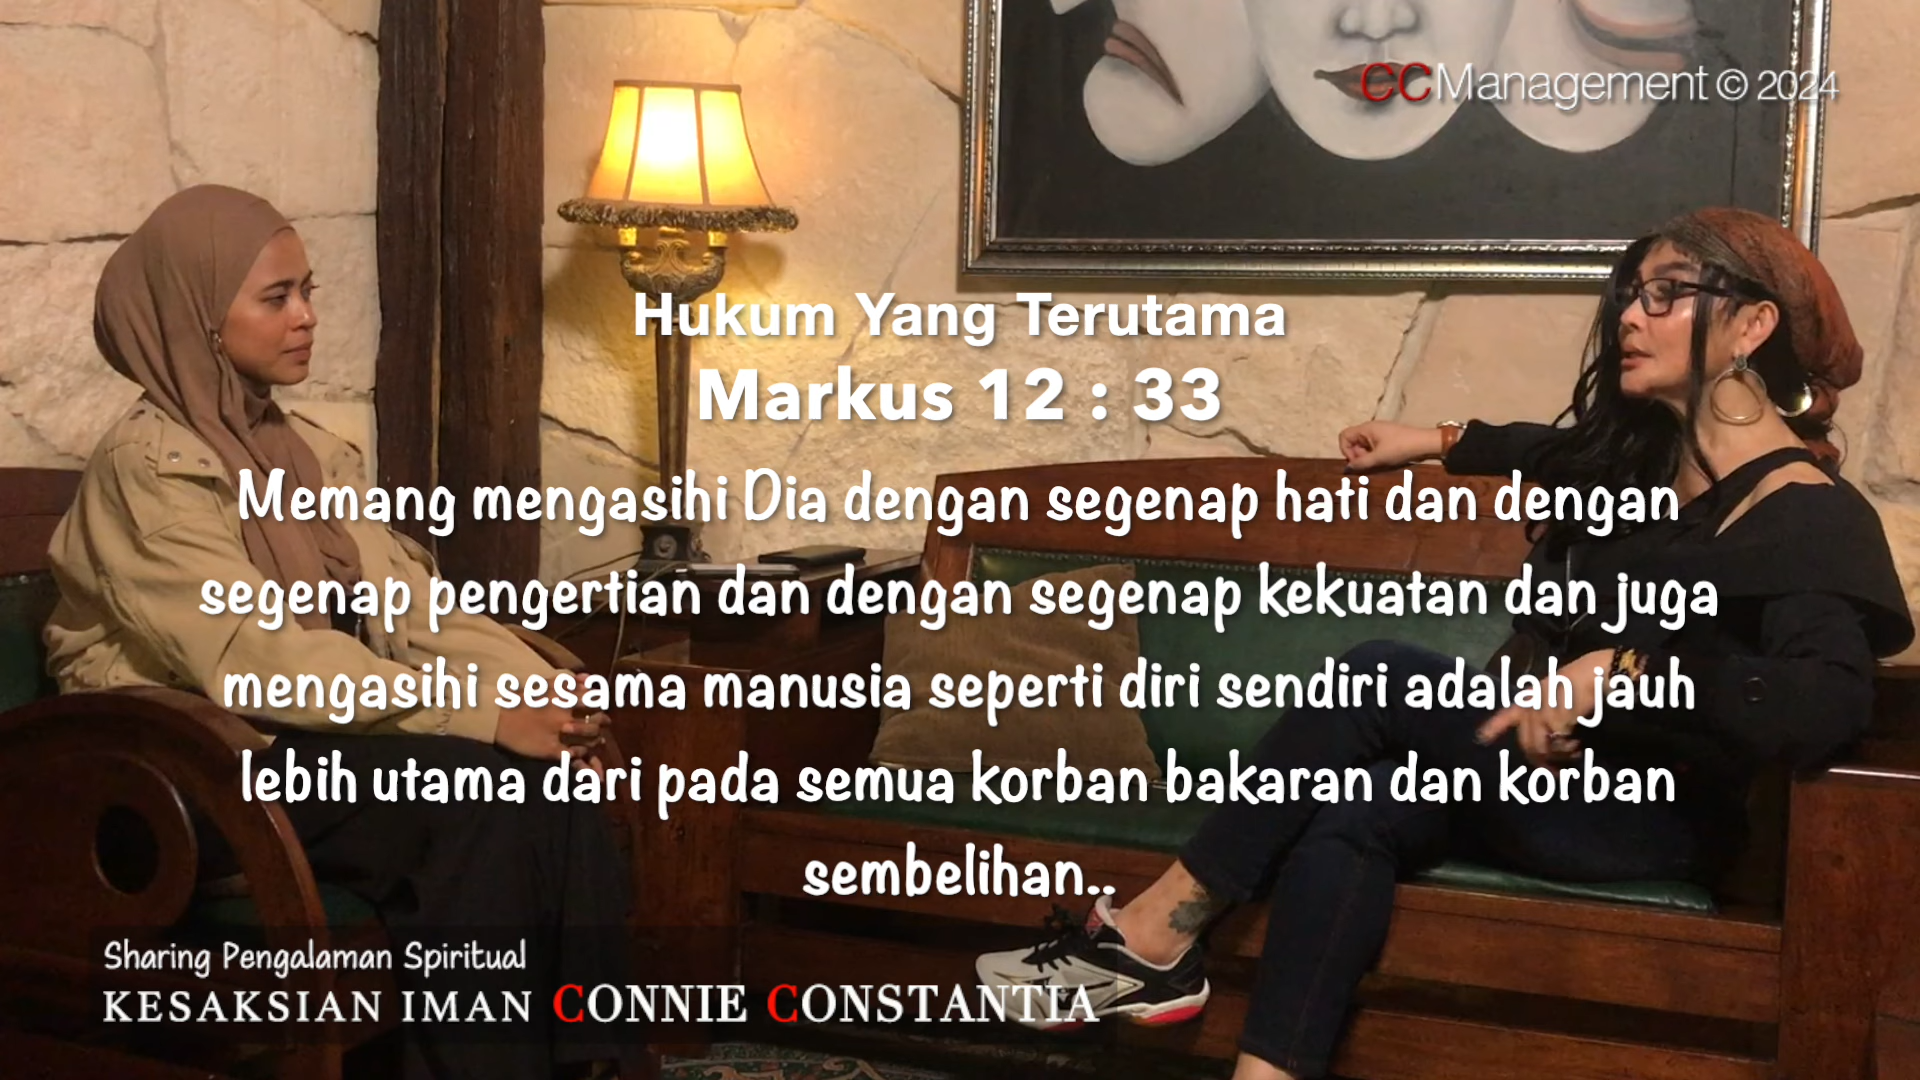 CCManagement © 2024
Hukum Yang Terutama
Markus 12 : 33
Memang mengasihi Dia dengan segenap hati dan dengan
segenap pengertian dan dengan segenap kekuatan dan juga
mengasihi sesama manusia seperti diri sendiri adalah jauh
lebih utama dari pada semua korban bakaran dan korban
sembelihan..
Sharing Pengalaman Spiritual
KESAKSIAN IMAN CONNIE CONSTANTIA